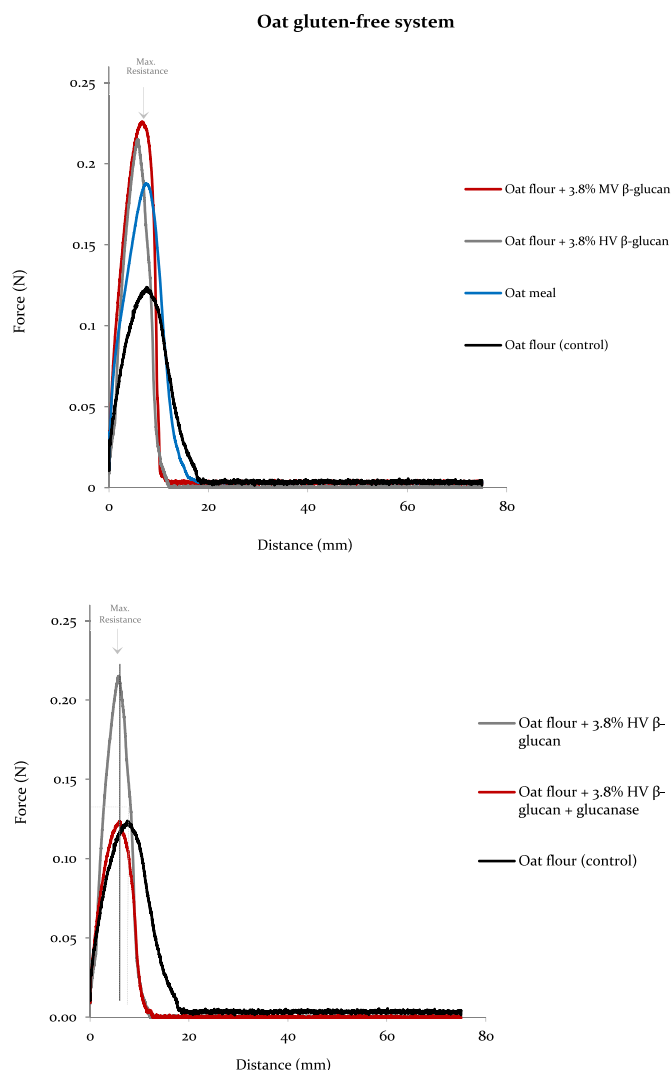 Oat gluten-free system
Max.
Resistance
0.25
0.2
0.15
0.1
0.05
0
0
20
40
60
80
Force (N)
Distance (mm)
Oat flour + 3.8% MV β-glucan
Oat flour + 3.8% HV β-glucan
Oat meal
Oat flour (control)
Max.
Resistance
0.25
0.20
0.15
0.10
0.05
0.00
0
20
40
60
80
Force (N)
Distance (mm)
Oat flour + 3.8% HV β-
glucan
Oat flour + 3.8% HV β-
glucan + glucanase
Oat flour (control)